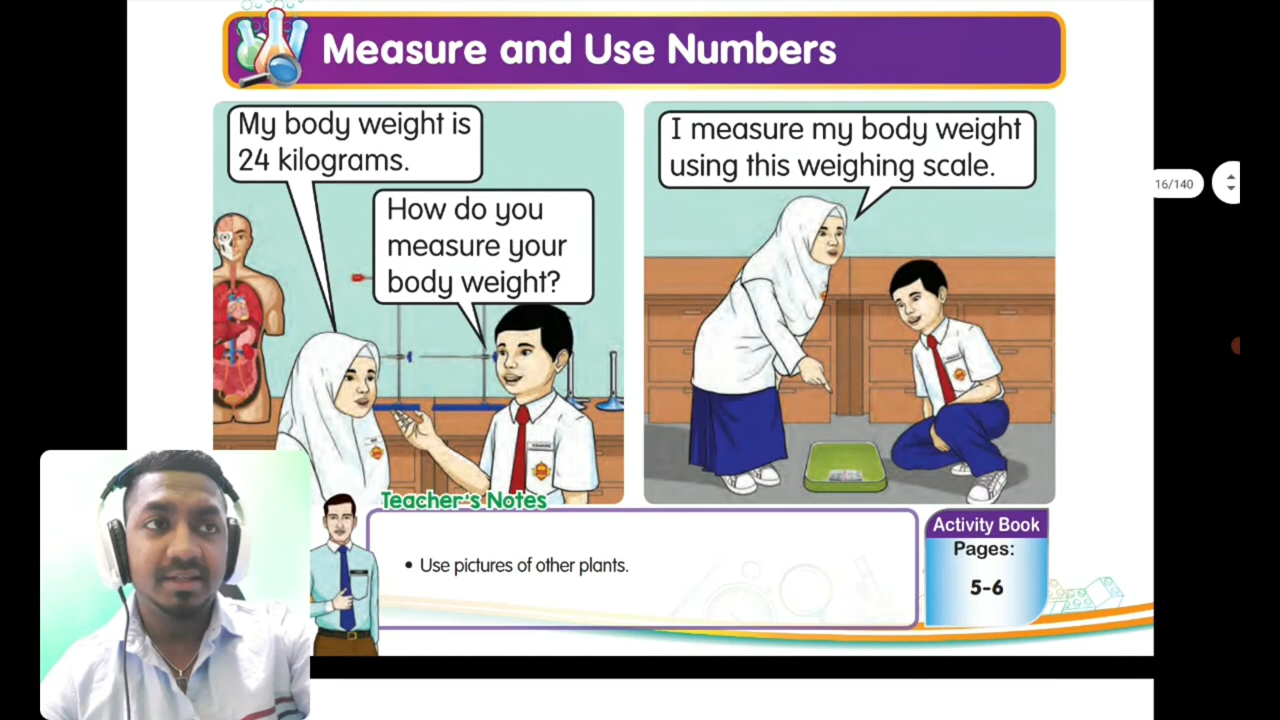 Measure and Use Numbers
My body weight is
24 kilograms.
How do you
measure your
body weight?
I measure my body weight
using this weighing scale.
16/140
Teacher's Notes
• Use pictures of other plants.
Activity Book
Pages:
5-6